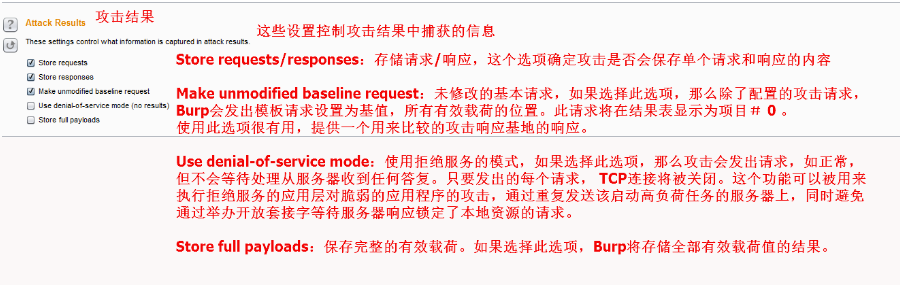 Attack Results 攻击结果
这些设置控制攻击结果中捕获的信息
These settings control what information is captured in attack results.
Store requests
Store responses
Make unmodified baseline request
Use denial-of-service mode (no results)
Store full payloads
Store requests/responses：存储请求/响应，这个选项确定攻击是否会保存单个请求和响应的内容
Make unmodified baseline request：未修改的基本请求，如果选择此选项，那么除了配置的攻击请求，
Burp会发出模板请求设置为基值，所有有效载荷的位置。此请求将在结果表显示为项目＃ 0 。
使用此选项很有用，提供一个用来比较的攻击响应基地的响应。
Use denial-of-service mode：使用拒绝服务的模式，如果选择此选项，那么攻击会发出请求，如正常，
但不会等待处理从服务器收到任何答复。只要发出的每个请求， TCP连接将被关闭。这个功能可以被用来
执行拒绝服务的应用层对脆弱的应用程序的攻击，通过重复发送该启动高负荷任务的服务器上，同时避免
通过举办开放套接字等待服务器响应锁定了本地资源的请求。
Store full payloads：保存完整的有效载荷。如果选择此选项，Burp将存储全部有效载荷值的结果。